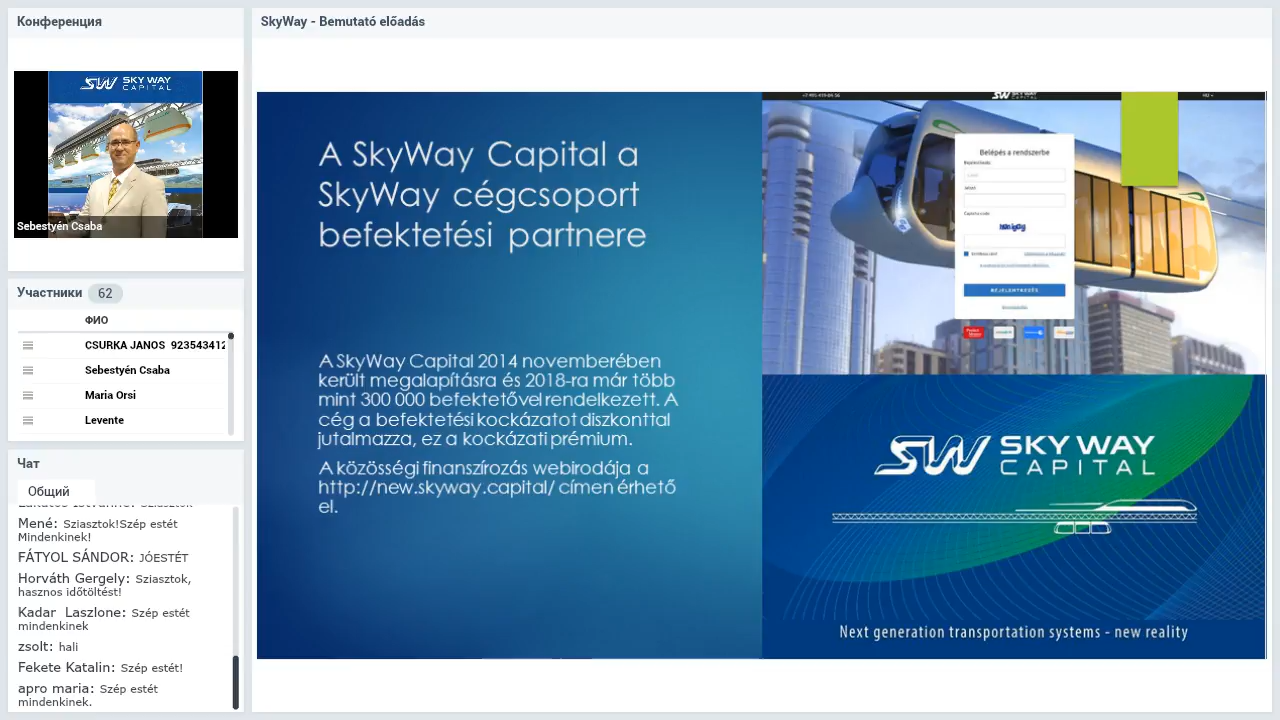 Конференция
SKY WAY
CAPITAL
Sebestyén Csaba
Участники 62
ФИО
CSURKA JANOS 923543412
Sebestyén Csaba
Maria Orsi
Levente
Чат
Общий
Mené: Sziasztok!Szép estét
Mindenkinek!
FÁTYOL SÁNDOR: JÓESTÉT
Horváth Gergely: Sziasztok,
hasznos időtöltést!
Kadar Laszlone: Szép estét
mindenkinek
zsolt: hali
Fekete Katalin: Szép estét!
apro maria: Szép estét
mindenkinek.
SkyWay - Bemutató előadás
A SkyWay Capital a
SkyWay cégcsoport
befektetési partnere
A SkyWay Capital 2014 novemberében
került megalapításra és 2018-ra már több
mint 300 000 befektetővel rendelkezett. A
cég a befektetési kockázatot diszkonttal
jutalmazza, ez a kockázati prémium.
A közösségi finanszírozás webirodája a
http://new.skyway.capital/ címen érhető
el.
Belépés a rendszerbe
Captcha code:
BEJELENTKEZÉS
SW SKY WAY
CAPITAL
Next generation transportation systems - new reality